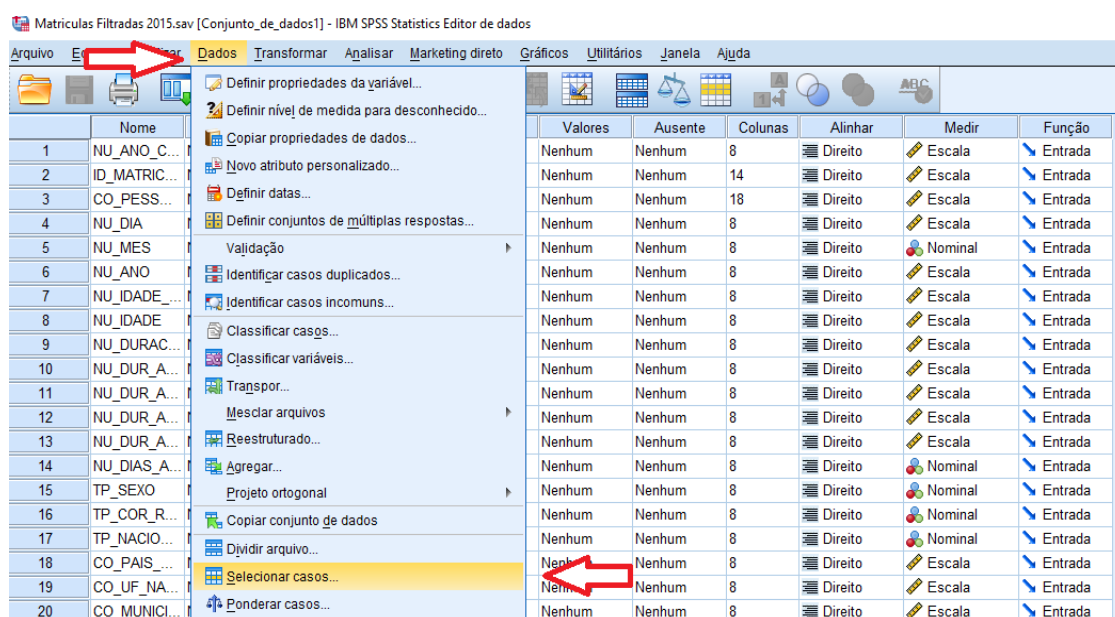 Matriculas Filtradas 2015.sav [Conjunto_de_dados1] - IBM SPSS Statistics Editor de dados
Arquivo Dados Transformar Analisar Marketing direto Gráficos Utilitários Janela Ajuda
Definir propriedades da variável...
Definir nível de medida para desconhecido...
Copiar propriedades de dados...
Novo atributo personalizado...
Definir datas...
Definir conjuntos de múltiplas respostas...
Validação
Identificar casos duplicados...
Identificar casos incomuns...
Classificar casos...
Classificar variáveis...
Transpor...
Mesclar arquivos
Reestruturado...
Agregar...
Projeto ortogonal
Copiar conjunto de dados
Dividir arquivo...
Selecionar casos...
Ponderar casos...
Nome Valores Ausente Colunas Alinhar Medir Função
1 NU_ANO_C... Nenhum Nenhum 8 Direito Escala Entrada
2 ID_MATRIC... Nenhum Nenhum 14 Direito Escala Entrada
3 CO_PESS... Nenhum Nenhum 18 Direito Escala Entrada
4 NU_DIA Nenhum Nenhum 8 Direito Escala Entrada
5 NU_MES Nenhum Nenhum 8 Direito Nominal Entrada
6 NU_ANO Nenhum Nenhum 8 Direito Escala Entrada
7 NU_IDADE_... Nenhum Nenhum 8 Direito Escala Entrada
8 NU_IDADE Nenhum Nenhum 8 Direito Escala Entrada
9 NU_DURAC... Nenhum Nenhum 8 Direito Escala Entrada
10 NU_DUR_A... Nenhum Nenhum 8 Direito Escala Entrada
11 NU_DUR_A... Nenhum Nenhum 8 Direito Escala Entrada
12 NU_DUR_A... Nenhum Nenhum 8 Direito Escala Entrada
13 NU_DUR_A... Nenhum Nenhum 8 Direito Escala Entrada
14 NU_DIAS_A... Nenhum Nenhum 8 Direito Nominal Entrada
15 TP_SEXO Nenhum Nenhum 8 Direito Nominal Entrada
16 TP_COR_R... Nenhum Nenhum 8 Direito Nominal Entrada
17 TP_NACIO... Nenhum Nenhum 8 Direito Nominal Entrada
18 CO_PAIS_... Nenhum 8 Direito Escala Entrada
19 CO_UF_NA... Nenhum 8 Direito Escala Entrada
20 CO_MUNICI... Nenhum Nenhum 8 Direito Escala Entrada